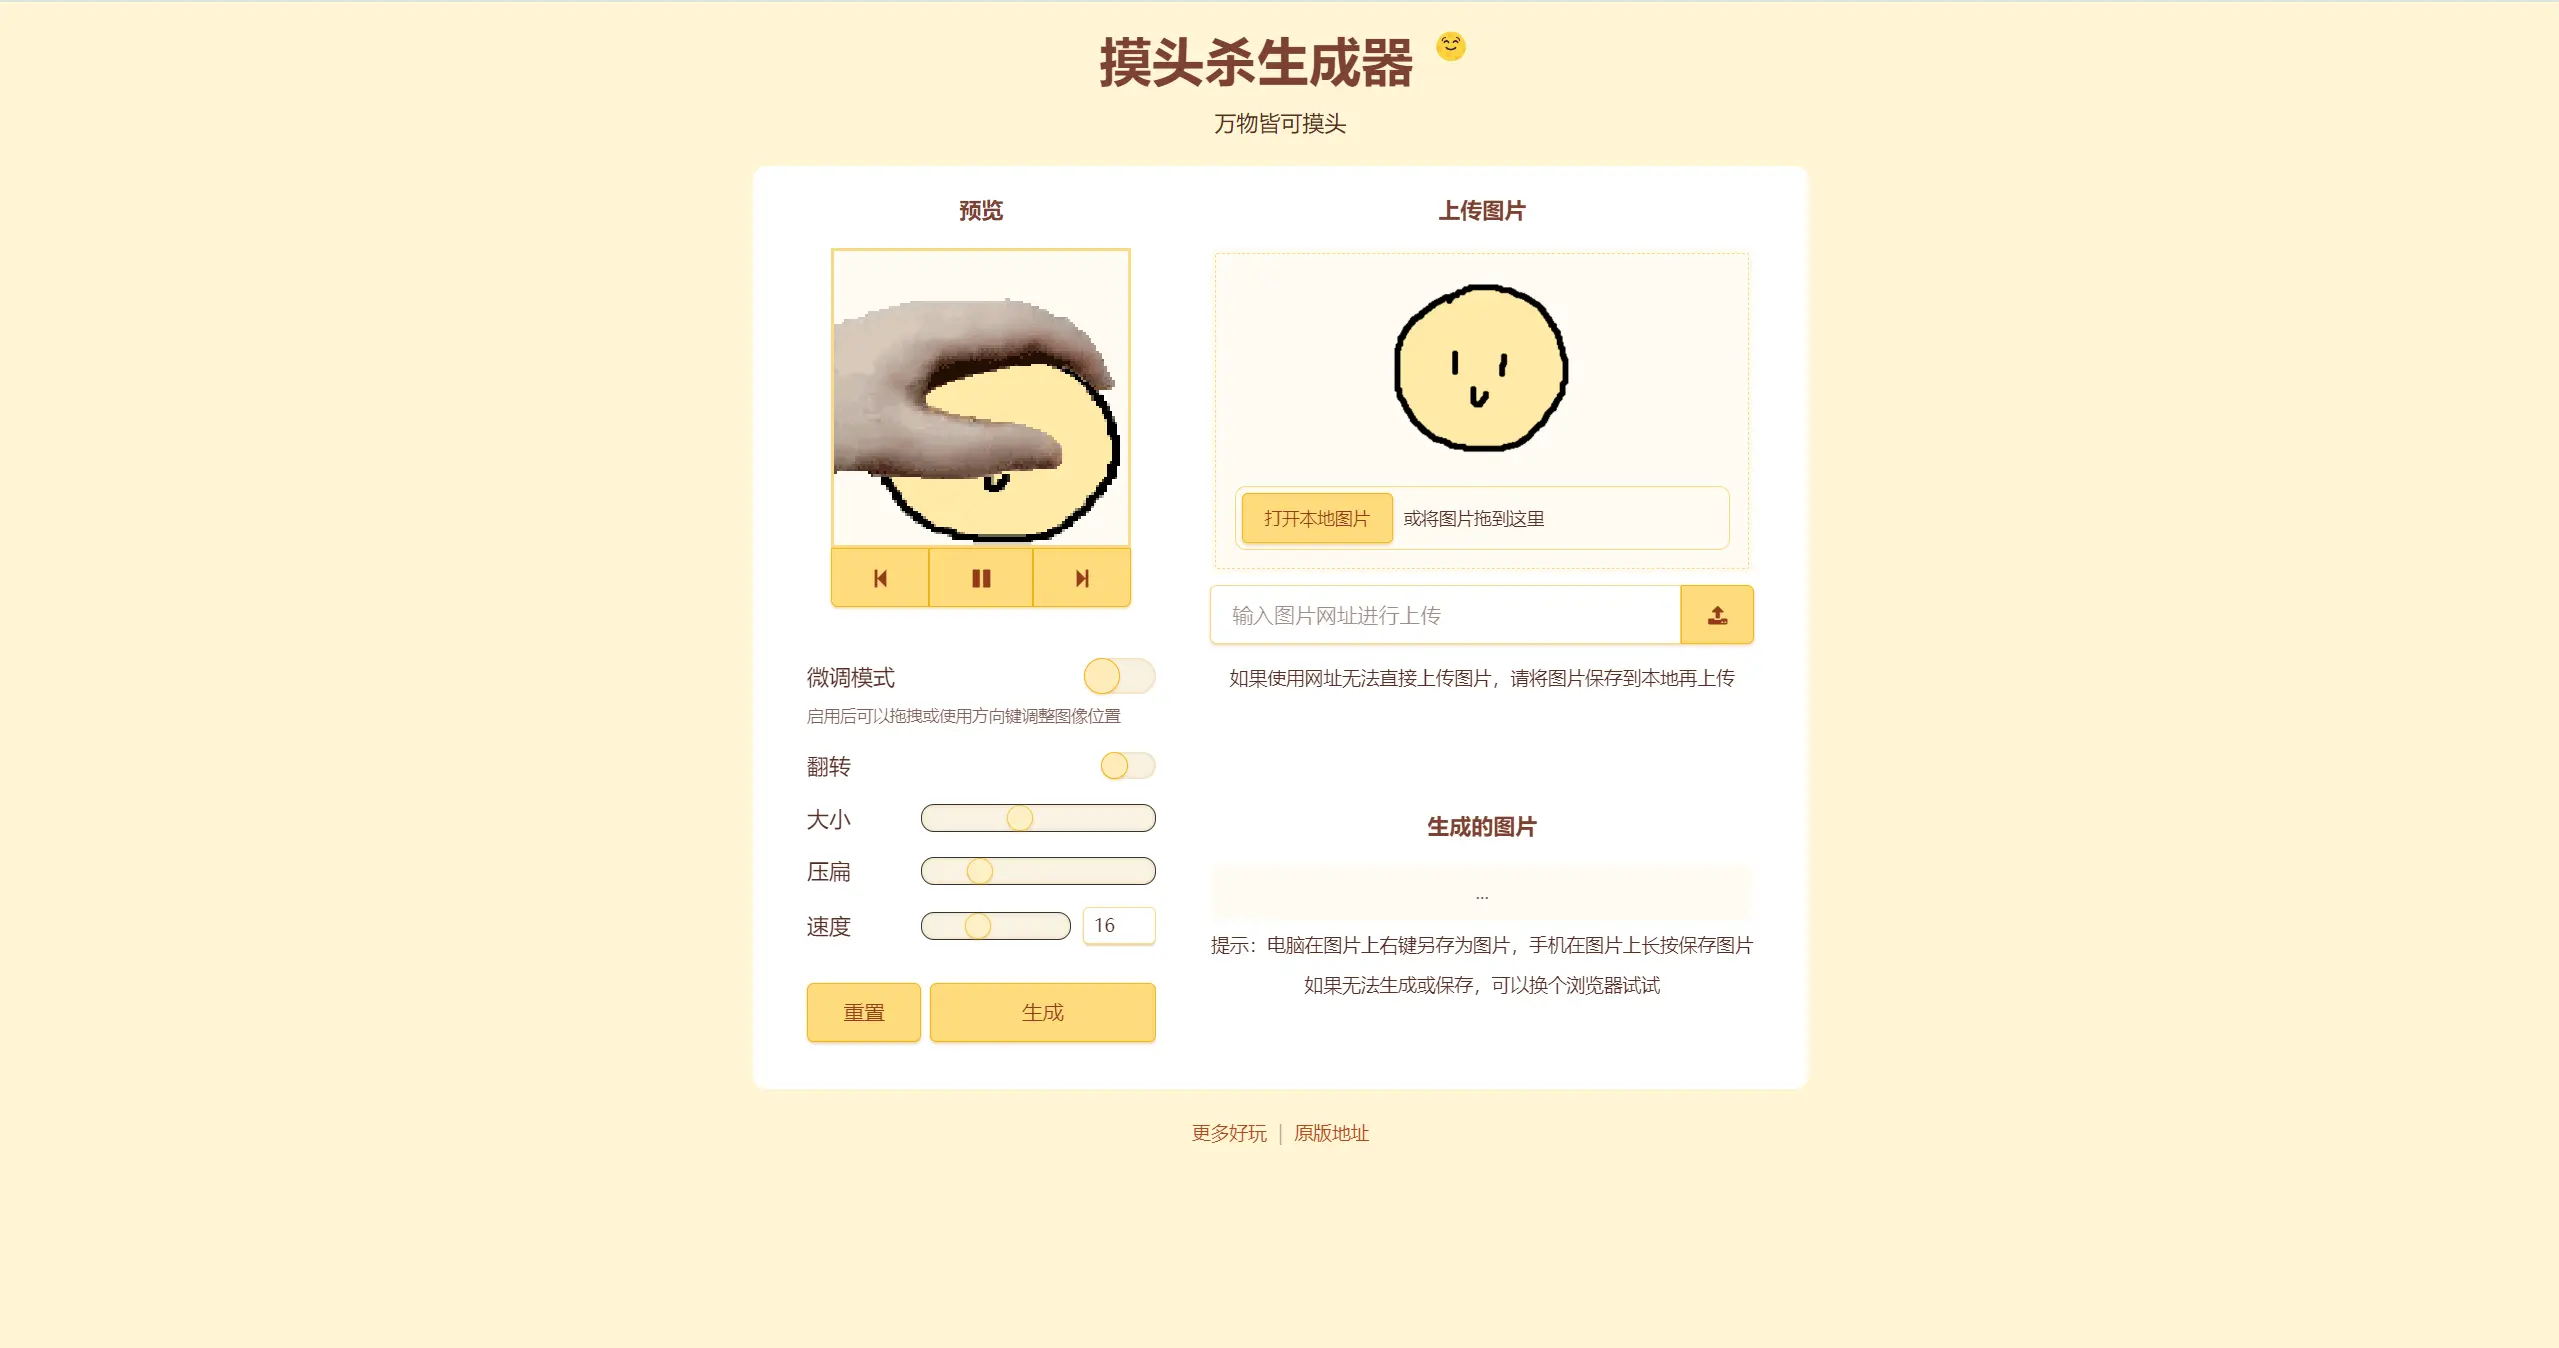 摸头杀生成器
万物皆可摸头
预览
上传图片
打开本地图片
或将图片拖到这里
输入图片网址进行上传
如果使用网址无法直接上传图片，请将图片保存到本地再上传
微调模式
启用后可以拖拽或使用方向键调整图像位置
翻转
大小
压扁
速度
16
重置
生成
生成的图片
...
提示：电脑在图片上右键另存为图片，手机在图片上长按保存图片
如果无法生成或保存，可以换个浏览器试试
更多好玩 | 原版地址